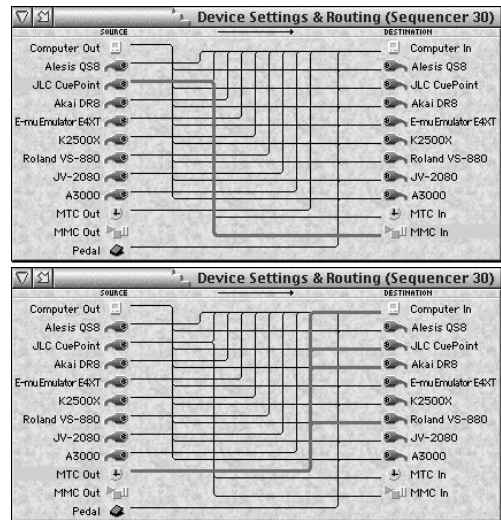 Device Settings & Routing (Sequencer 30)
SOURCE DESTINATION
Computer Out Computer In
Alesis QS8 Alesis QS8
JLC CuePoint JLC CuePoint
Akai DR8 Akai DR8
E-mu Emulator E4XT E-mu Emulator E4XT
K2500X K2500X
Roland VS-880 Roland VS-880
JV-2080 JV-2080
A3000 A3000
MTC Out MTC In
MMC Out MMC In
Pedal
Device Settings & Routing (Sequencer 30)
SOURCE DESTINATION
Computer Out Computer In
Alesis QS8 Alesis QS8
JLC CuePoint JLC CuePoint
Akai DR8 Akai DR8
E-mu Emulator E4XT E-mu Emulator E4XT
K2500X K2500X
Roland VS-880 Roland VS-880
JV-2080 JV-2080
A3000 A3000
MTC Out MTC In
MMC Out MMC In
Pedal